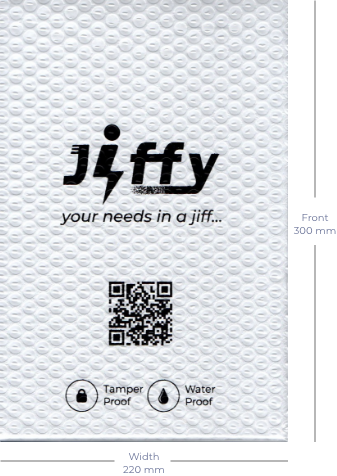 Jiffy
your needs in a jiff...
Tamper Water
Proof Proof
Front
300 mm
Width
220 mm